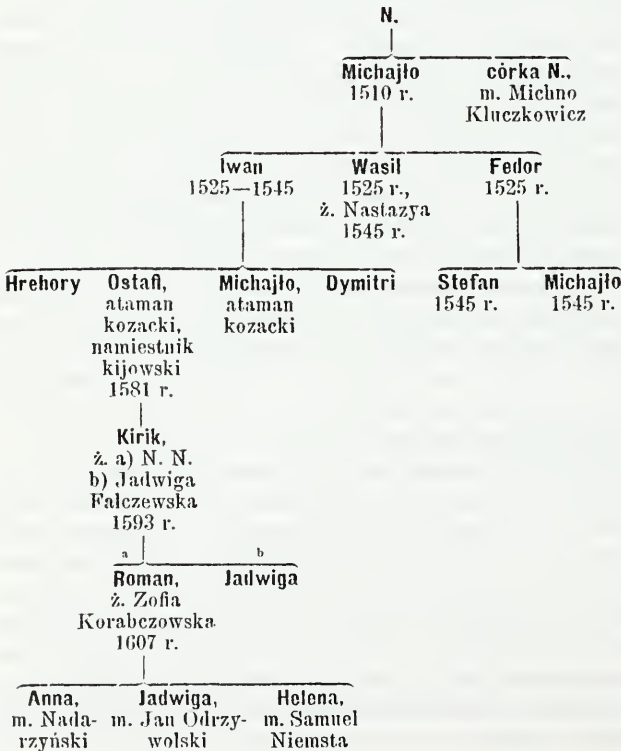 N.
Michajło córka N.,
1510 r. m. Michno
Kluczkowicz
Iwan Wasil Fedor
1525—1545 1525 r., 1525 r.
ż. Nastazya
1545 r.
Hrehory Ostafi, Michajło, Dymitri Stefan Michajło
ataman ataman 1545 r. 1545 r.
kozacki, kozacki
namiestnik
kijowski
1581 r.
Kirik,
ż. a) N. N.
b) Jadwiga
Falczewska
1593 r.
a b
Roman, Jadwiga
ż. Zofia
Korabczowska
1607 r.
Anna, Jadwiga, Helena,
m. Nada- m. Jan Odrzy- m. Samuel
rzyński wolski Niemsta